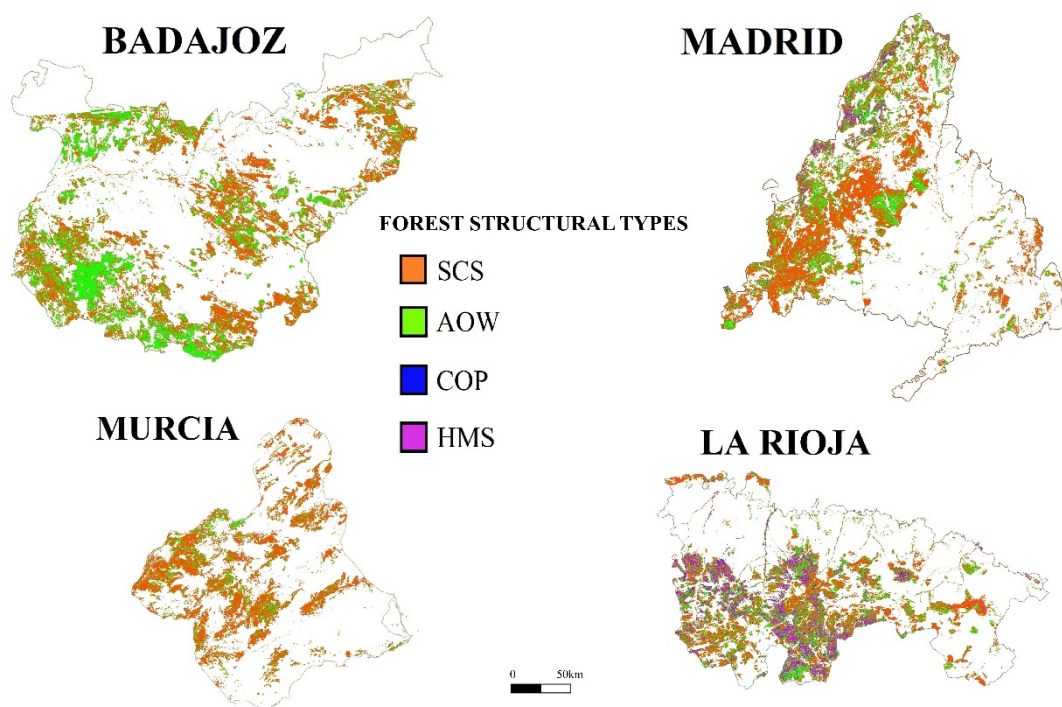 BADAJOZ
MADRID
FOREST STRUCTURAL TYPES
SCS
AOW
COP
HMS
MURCIA
LA RIOJA
0 50km